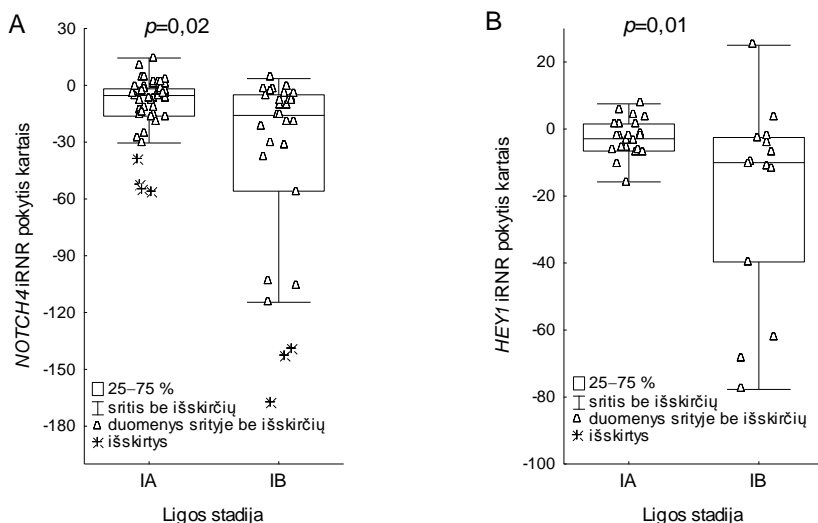 A
p=0,02
NOTCH4 iRNR pokytis kartais
30
0
-30
-60
-90
-120
-150
-180
25–75 %
sritis be išskirčių
duomenys srityje be išskirčių
išskirtys
IA
IB
Ligos stadija
B
p=0,01
HEY1 iRNR pokytis kartais
20
0
-20
-40
-60
-80
-100
25–75 %
sritis be išskirčių
duomenys srityje be išskirčių
išskirtys
IA
IB
Ligos stadija